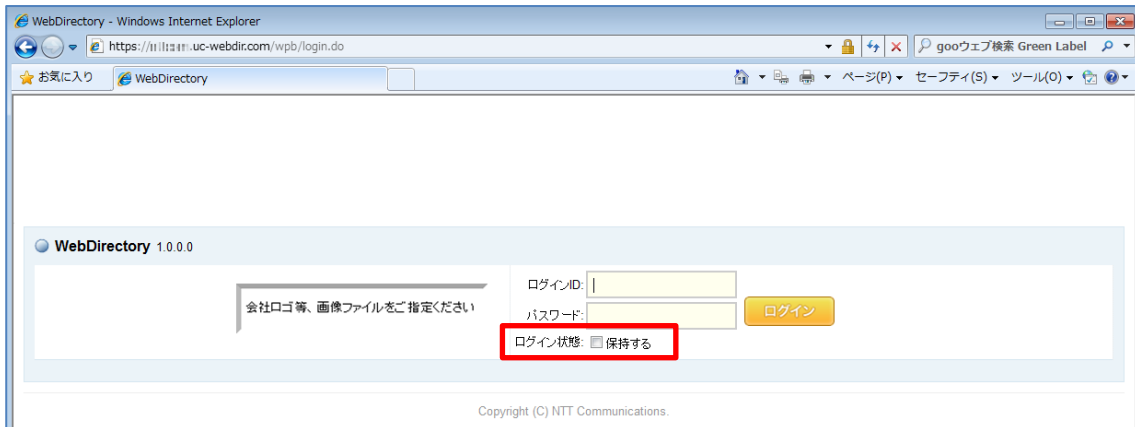 WebDirectory - Windows Internet Explorer
https:// .uc-webdir.com/wpb/login.do
gooウェブ検索 Green Label
お気に入り
WebDirectory
ページ(P)
セーフティ(S)
ツール(O)
WebDirectory 1.0.0.0
会社ロゴ等、画像ファイルをご指定ください
ログインID:
パスワード:
ログイン
ログイン状態: 保持する
Copyright (C) NTT Communications.